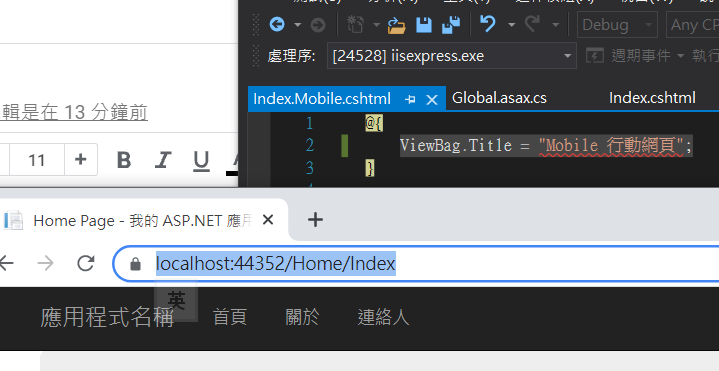 Debug
Any CP
處理序:
[24528] iisexpress.exe
週期事件
執行
Index.Mobile.cshtml
Global.asax.cs
Index.cshtml
輯是在 13 分鐘前
1 @{
2 ViewBag.Title = "Mobile 行動網頁";
3 }
11
B I U A
Home Page - 我的 ASP.NET 應用
localhost:44352/Home/Index
英
應用程式名稱
首頁
關於
連絡人